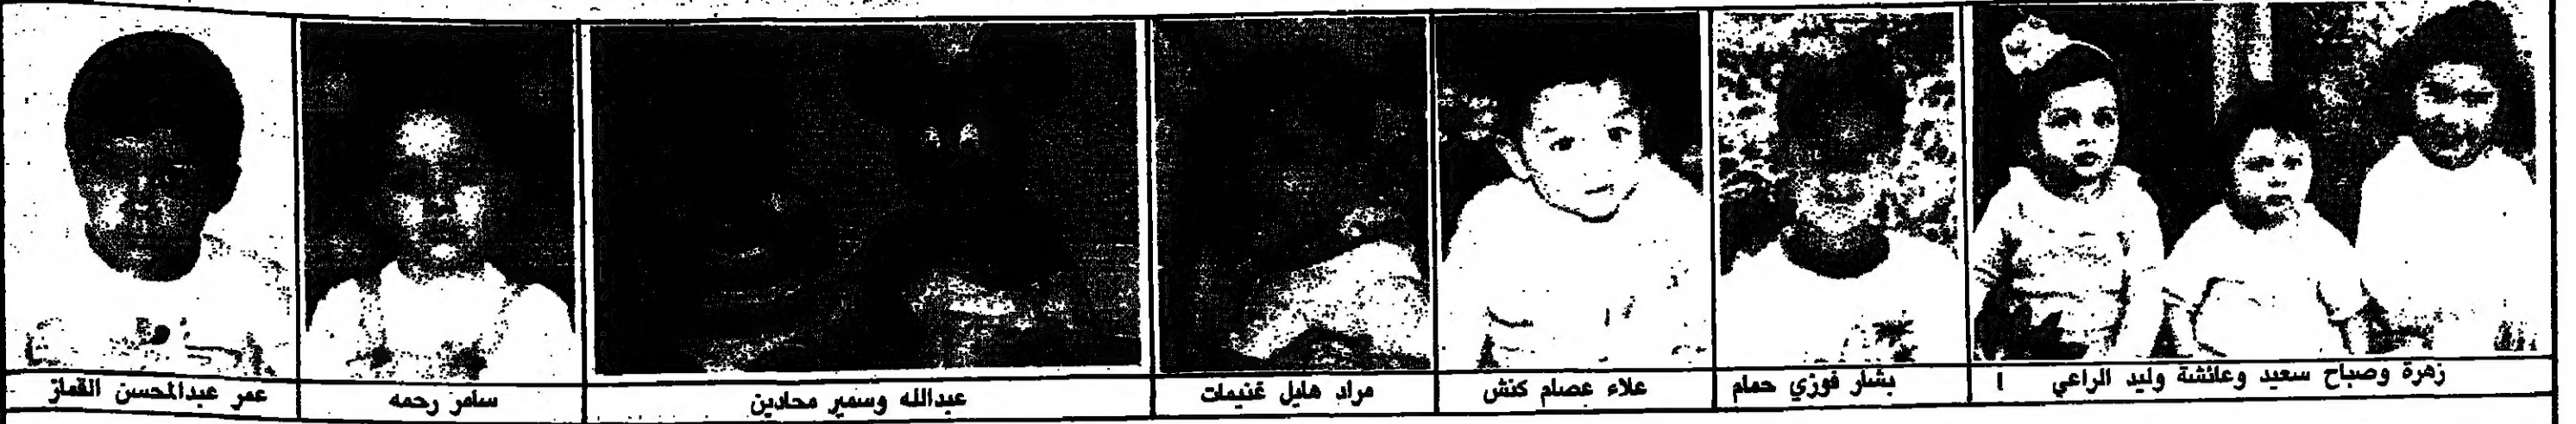 زهرة وصباح سعيد وعائشة وليد الراعي
بشار فوزي حمام
علاء عصام كنش
مراد هليل غنيمات
عبدالله وسمير محادين
سامر رحمه
عمر عبدالمحسن القماز